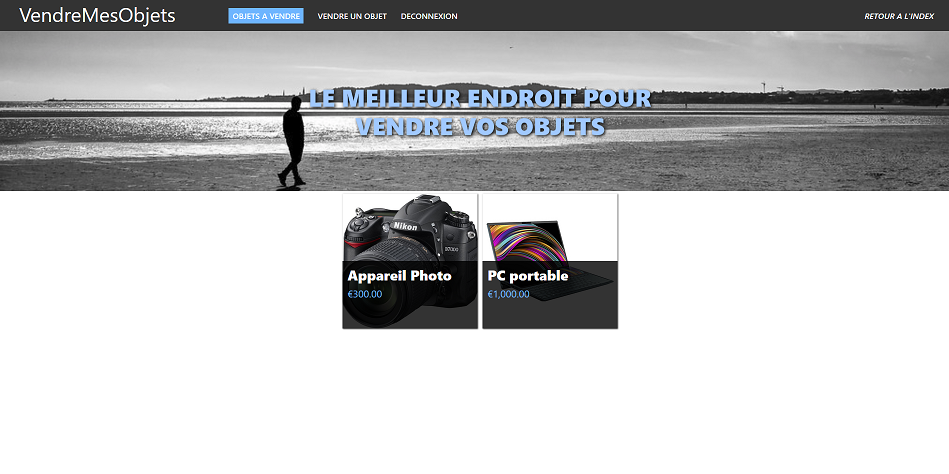 VendreMesObjets
OBJETS A VENDRE
VENDRE UN OBJET
DECONNEXION
RETOUR A L'INDEX
LE MEILLEUR ENDROIT POUR
VENDRE VOS OBJETS
Nikon
D7000
Appareil Photo
€300.00
PC portable
€1,000.00